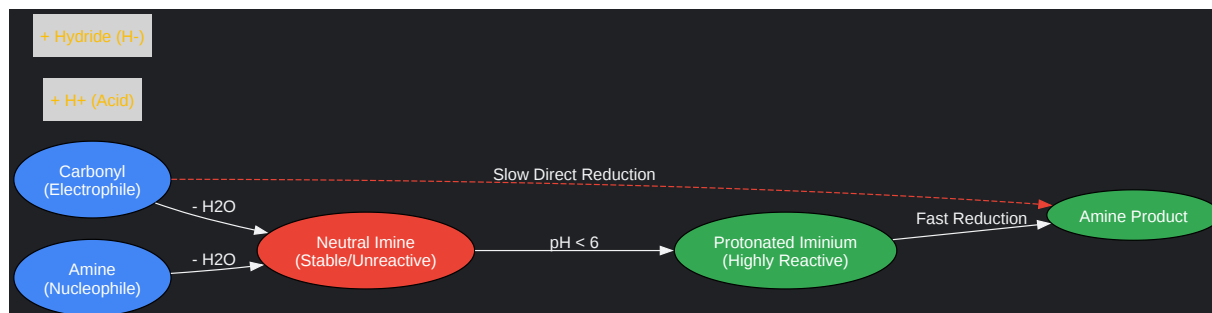 + Hydride (H-)
+ H+ (Acid)
Carbonyl
(Electrophile)
Slow Direct Reduction
- H2O
Amine Product
Fast Reduction
Neutral Imine
(Stable/Unreactive)
pH < 6
Protonated Iminium
(Highly Reactive)
- H2O
Amine
(Nucleophile)